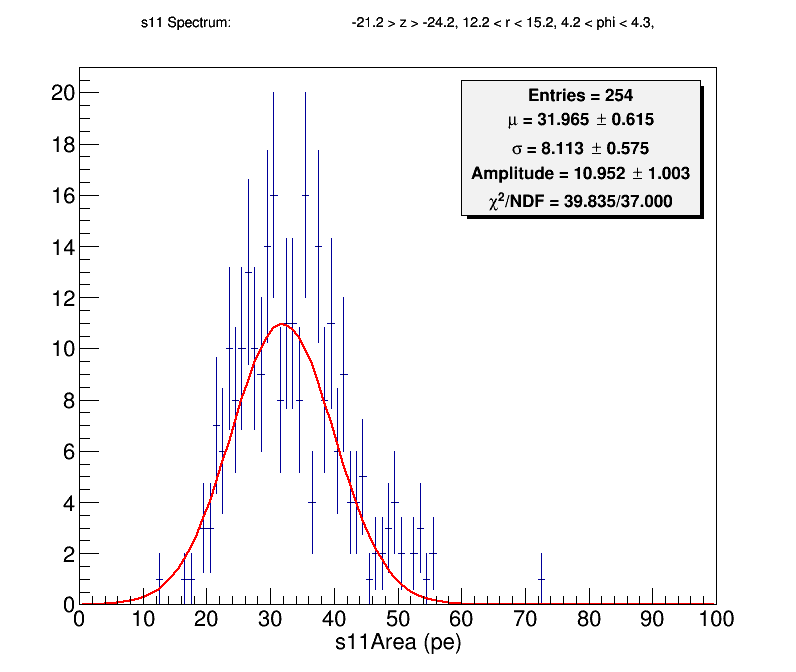 s11 Spectrum: -21.2 > z > -24.2, 12.2 < r < 15.2, 4.2 < phi < 4.3,
Entries = 254
μ = 31.965 ± 0.615
σ = 8.113 ± 0.575
Amplitude = 10.952 ± 1.003
χ²/NDF = 39.835/37.000
20
18
16
14
12
10
8
6
4
2
0
0 10 20 30 40 50 60 70 80 90 100
s11Area (pe)